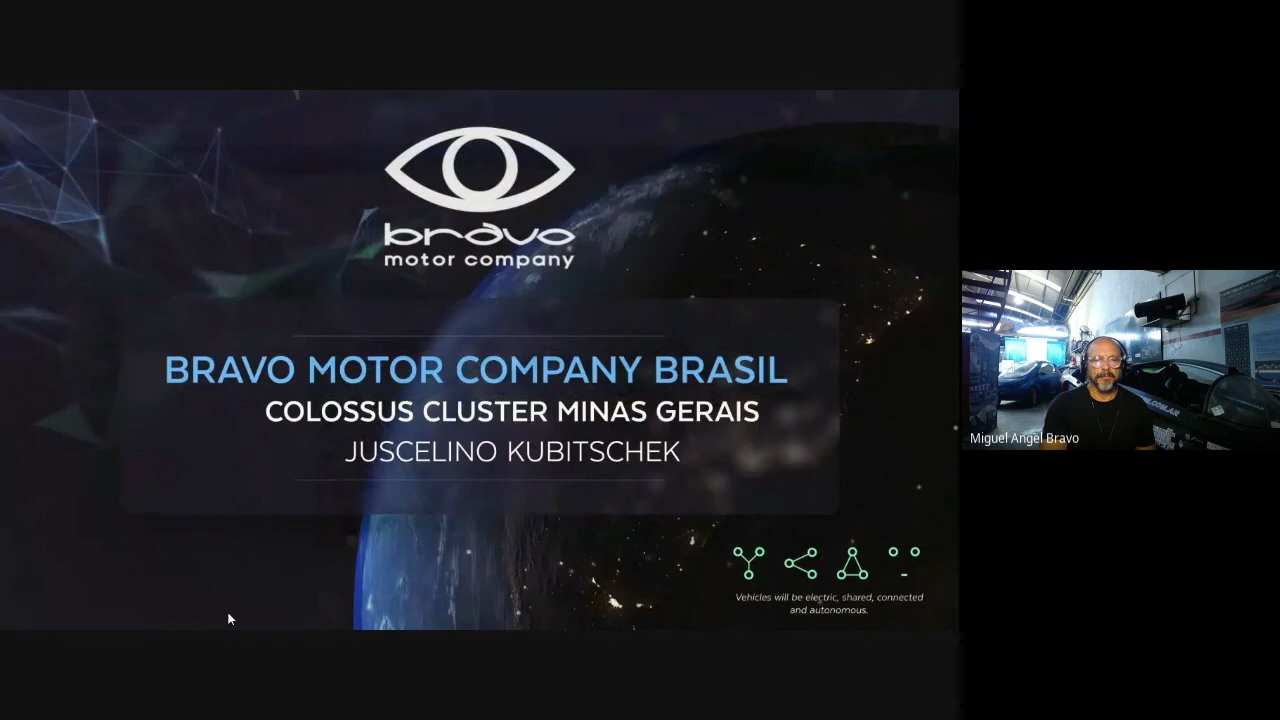 bravo
motor company
BRAVO MOTOR COMPANY BRASIL
COLOSSUS CLUSTER MINAS GERAIS
JUSCELINO KUBITSCHEK
Vehicles will be electric, shared, connected
and autonomous.
Miguel Angel Bravo